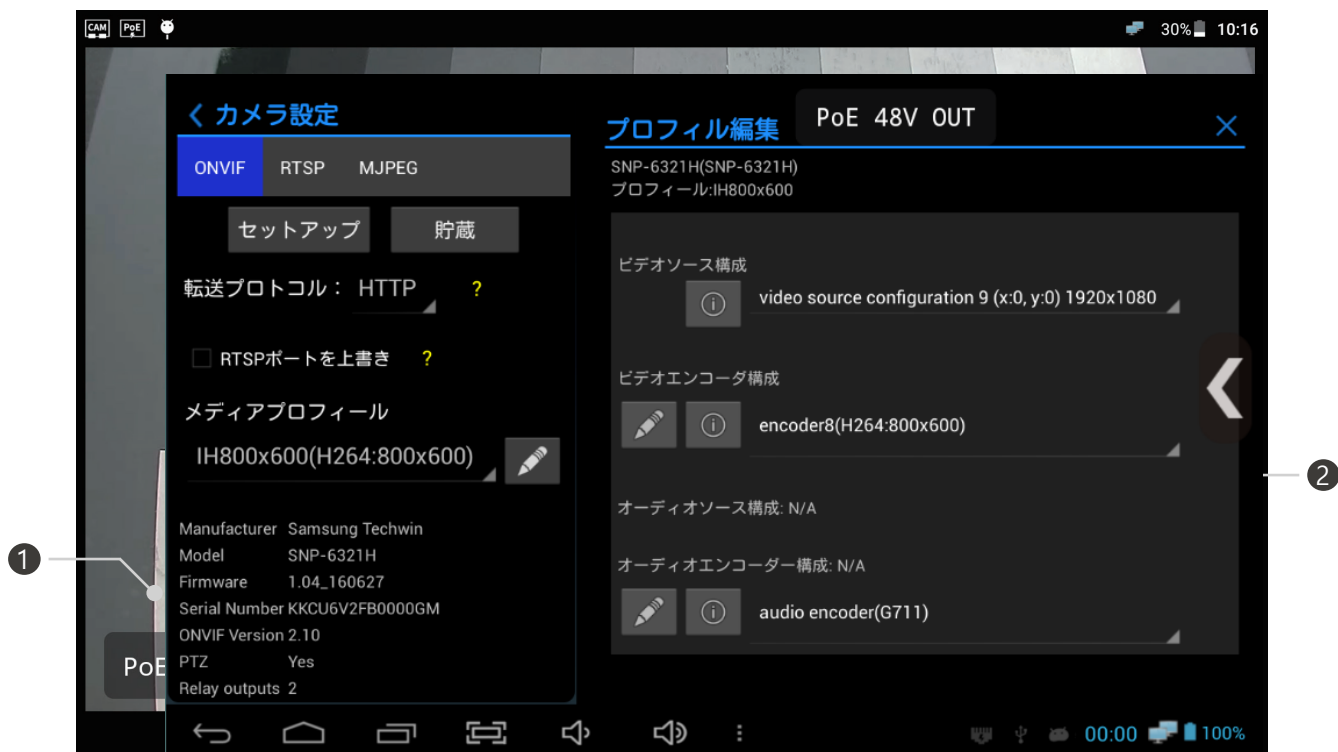 CAM PoE 30% 10:16
カメラ設定
ONVIF RTSP MJPEG
セットアップ 貯蔵
転送プロトコル： HTTP ?
RTSPポートを上書き ?
メディアプロフィール
IH800x600(H264:800x600)
Manufacturer Samsung Techwin
Model SNP-6321H
Firmware 1.04_160627
Serial Number KKCU6V2FB0000GM
ONVIF Version 2.10
PTZ Yes
Relay outputs 2
PoE
プロフィル編集
PoE 48V OUT
SNP-6321H(SNP-6321H)
プロフィール:IH800x600
ビデオソース構成
video source configuration 9 (x:0, y:0) 1920x1080
ビデオエンコーダ構成
encoder8(H264:800x600)
オーディオソース構成: N/A
オーディオエンコーダー構成: N/A
audio encoder(G711)
00:00 100%
1
2